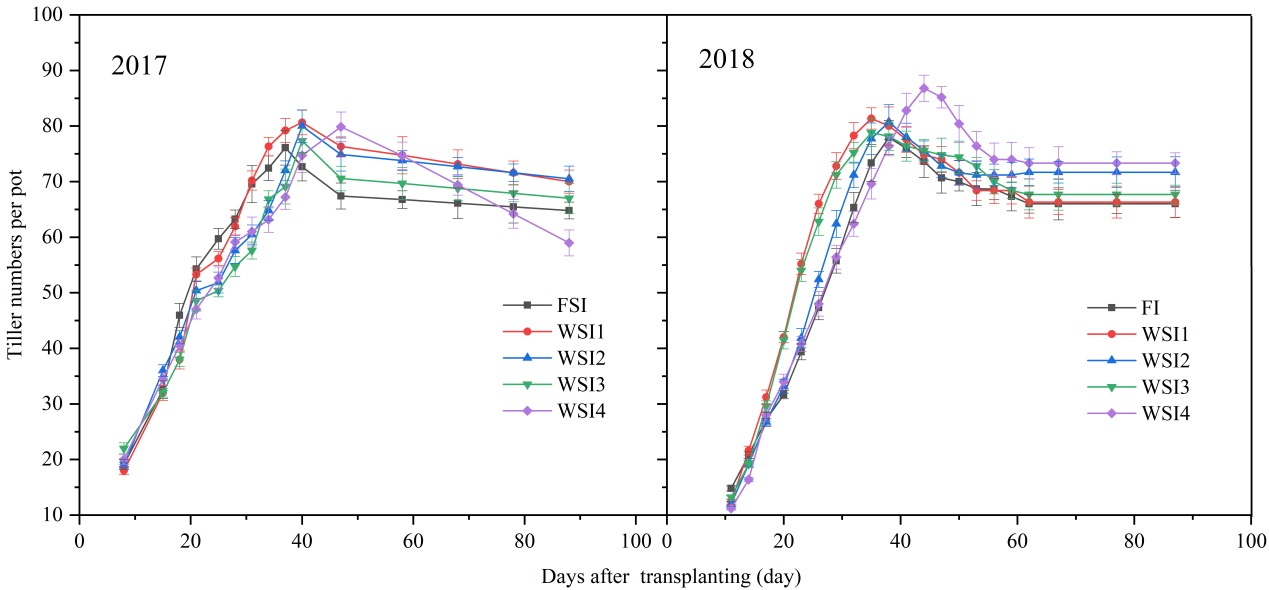 Tiller numbers per pot
100
90
80
70
60
50
40
30
20
10
2017
FSI
WSI1
WSI2
WSI3
WSI4
0 20 40 60 80 100
2018
FI
WSI1
WSI2
WSI3
WSI4
0 20 40 60 80 100
Days after transplanting (day)